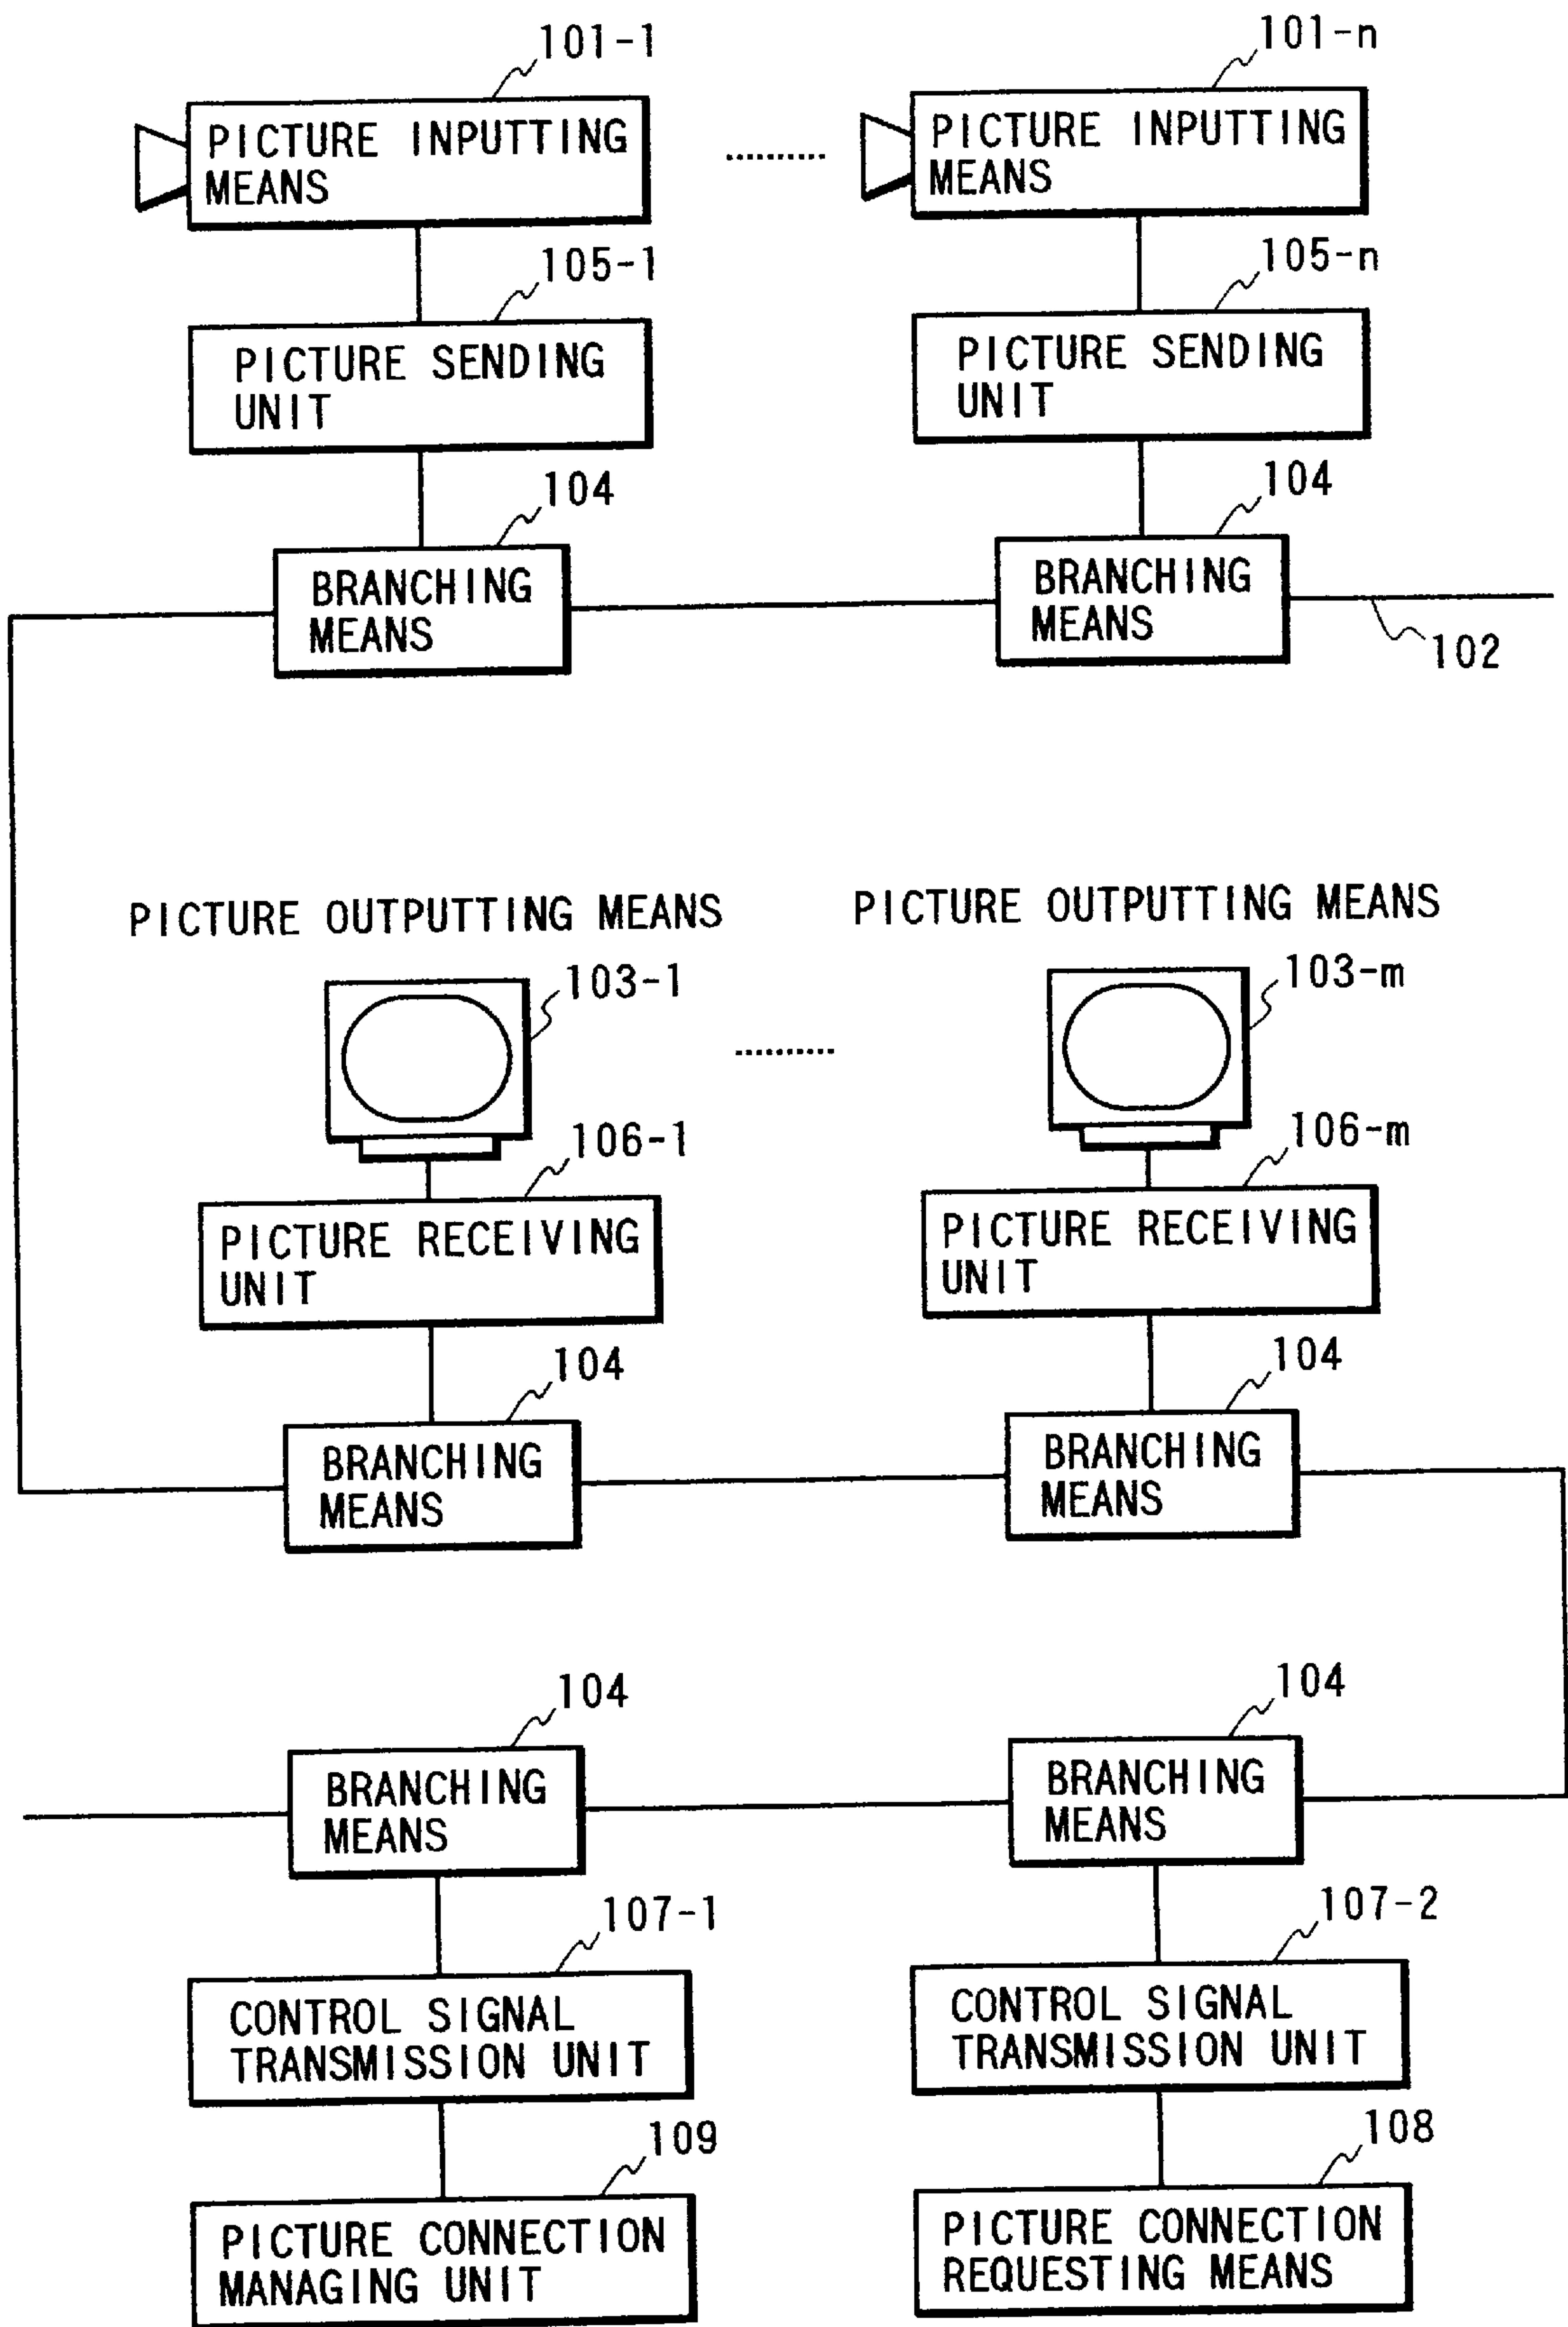 101-1
101-n
PICTURE INPUTTING
MEANS
PICTURE INPUTTING
MEANS
105-1
105-n
PICTURE SENDING
UNIT
PICTURE SENDING
UNIT
104
104
BRANCHING
MEANS
BRANCHING
MEANS
102
PICTURE OUTPUTTING MEANS
PICTURE OUTPUTTING MEANS
103-1
103-m
106-1
106-m
PICTURE RECEIVING
UNIT
PICTURE RECEIVING
UNIT
104
104
BRANCHING
MEANS
BRANCHING
MEANS
104
104
BRANCHING
MEANS
BRANCHING
MEANS
107-1
107-2
CONTROL SIGNAL
TRANSMISSION UNIT
CONTROL SIGNAL
TRANSMISSION UNIT
109
108
PICTURE CONNECTION
MANAGING UNIT
PICTURE CONNECTION
REQUESTING MEANS